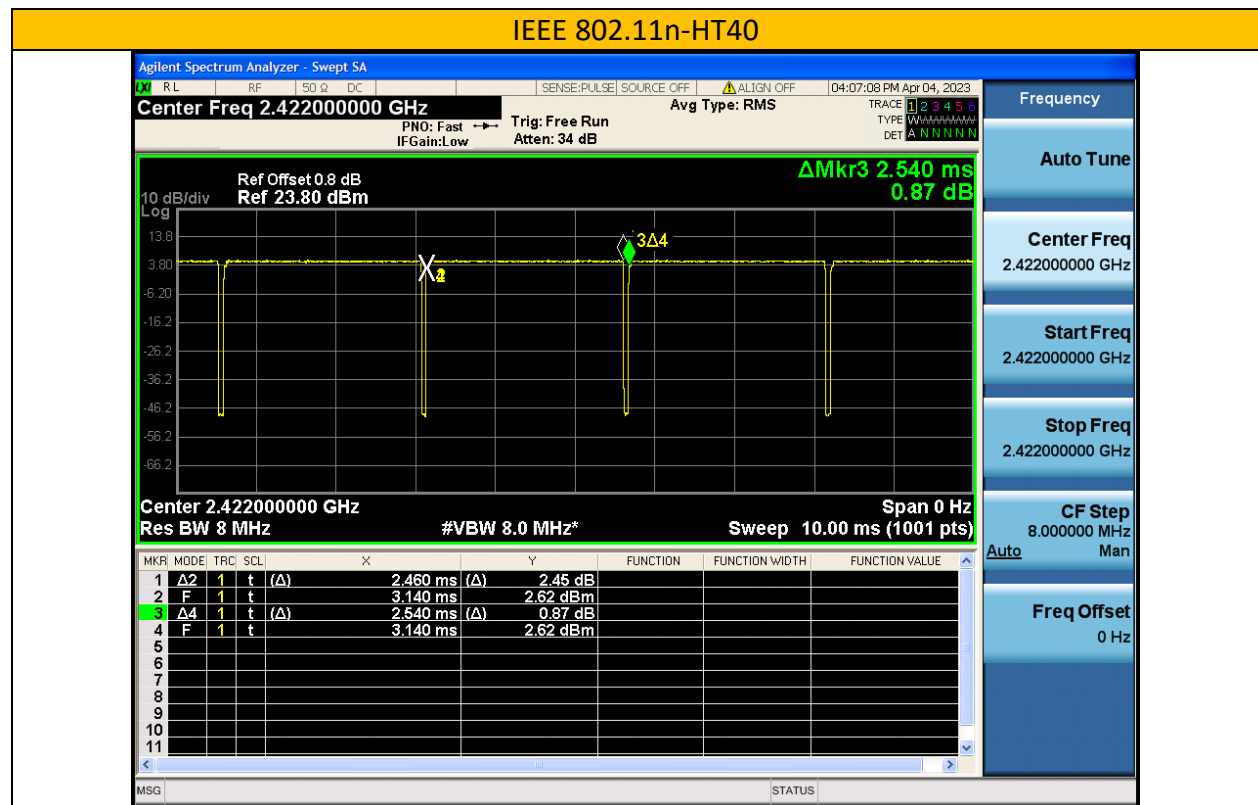 IEEE 802.11n-HT40
Agilent Spectrum Analyzer - Swept SA
LXI RL RF 50 Ω DC SENSE:PULSE SOURCE OFF ALIGN OFF 04:07:08 PM Apr 04, 2023
Center Freq 2.422000000 GHz
PNO: Fast
IFGain:Low
Trig: Free Run
Atten: 34 dB
Avg Type: RMS
TRACE 1 2 3 4 5 6
TYPE WWWWWW
DET A N N N N N
ΔMkr3 2.540 ms
0.87 dB
Ref Offset 0.8 dB
10 dB/div Ref 23.80 dBm
Log
13.8
3.80
-6.20
-16.2
-26.2
-36.2
-46.2
-56.2
-66.2
3Δ4
Center 2.422000000 GHz Span 0 Hz
Res BW 8 MHz #VBW 8.0 MHz* Sweep 10.00 ms (1001 pts)
MKR MODE TRC SCL X Y FUNCTION FUNCTION WIDTH FUNCTION VALUE
1 Δ2 1 t (Δ) 2.460 ms (Δ) 2.45 dB
2 F 1 t 3.140 ms 2.62 dBm
3 Δ4 1 t (Δ) 2.540 ms (Δ) 0.87 dB
4 F 1 t 3.140 ms 2.62 dBm
5
6
7
8
9
10
11
MSG STATUS
Frequency
Auto Tune
Center Freq
2.422000000 GHz
Start Freq
2.422000000 GHz
Stop Freq
2.422000000 GHz
CF Step
8.000000 MHz
Auto Man
Freq Offset
0 Hz